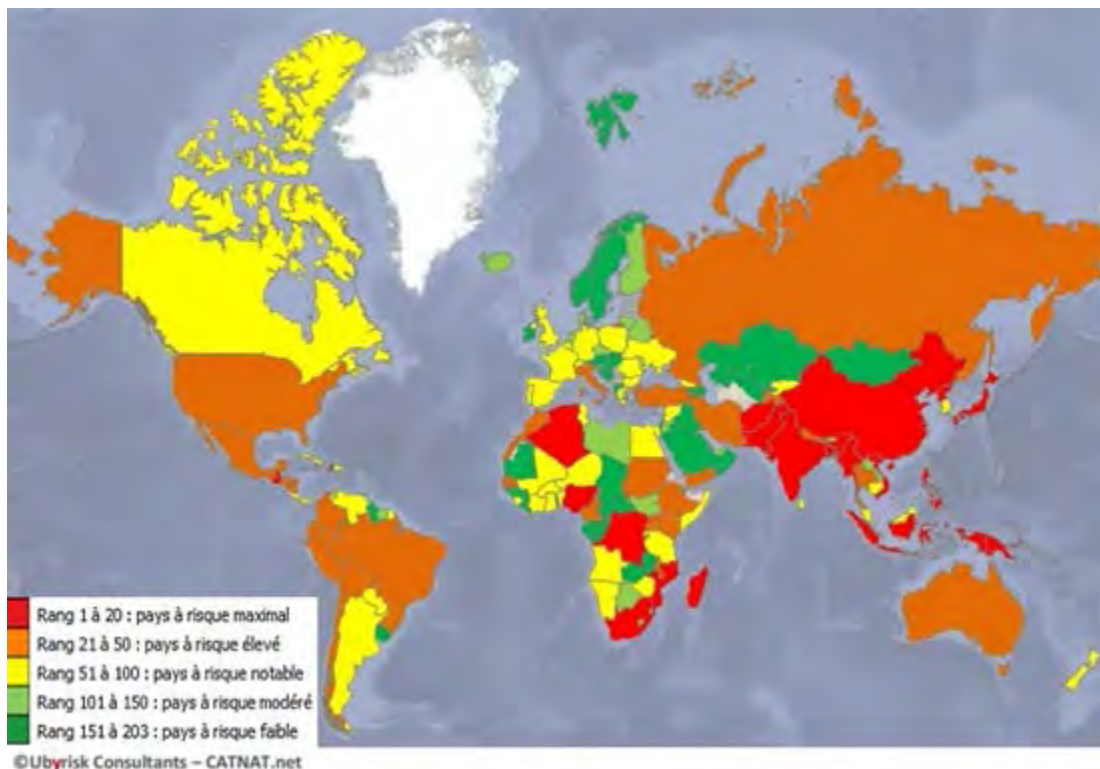 Rang 1 à 20 : pays à risque maximal
Rang 21 à 50 : pays à risque élevé
Rang 51 à 100 : pays à risque notable
Rang 101 à 150 : pays à risque modéré
Rang 151 à 203 : pays à risque faible
©Ubyrisk Consultants – CATNAT.net